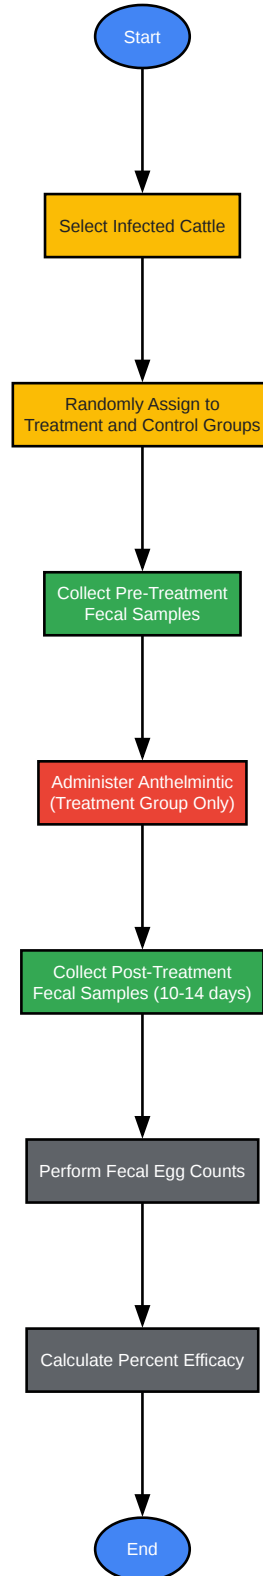 Start
Select Infected Cattle
Randomly Assign to
Treatment and Control Groups
Collect Pre-Treatment
Fecal Samples
Administer Anthelmintic
(Treatment Group Only)
Collect Post-Treatment
Fecal Samples (10-14 days)
Perform Fecal Egg Counts
Calculate Percent Efficacy
End